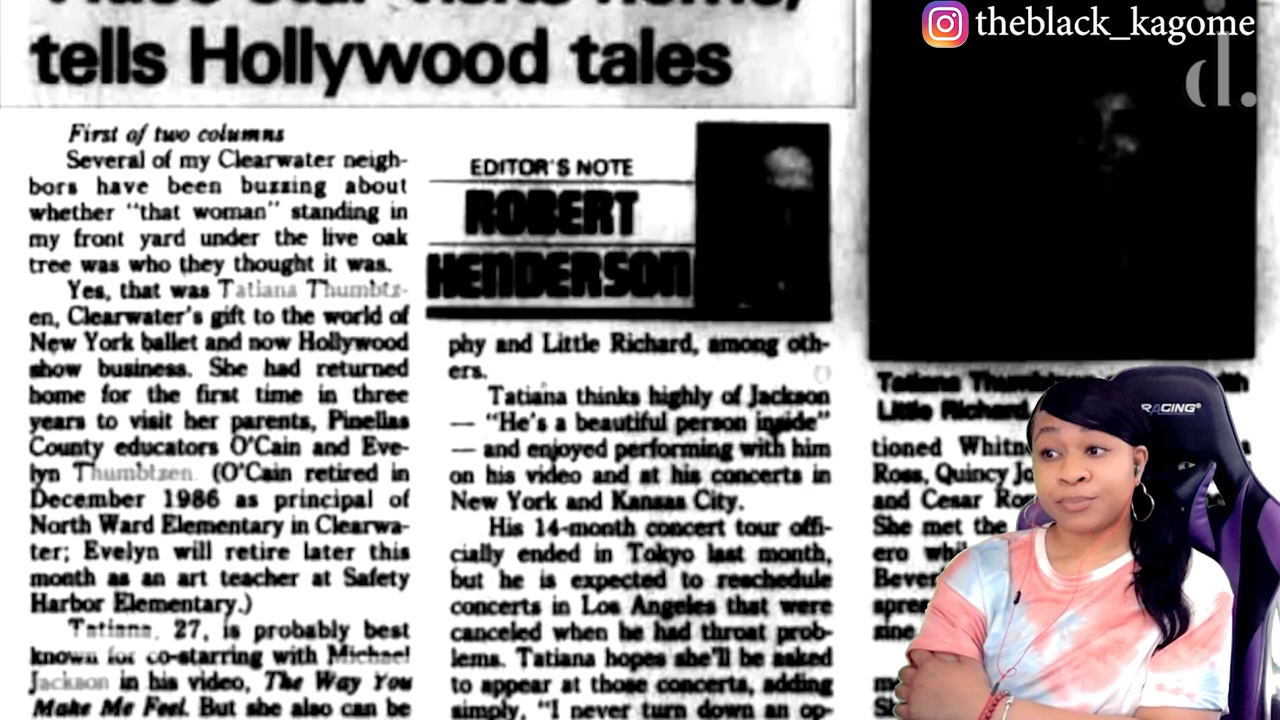 tells Hollywood tales
theblack_kagome
d.
First of two columns
Several of my Clearwater neigh-
bors have been buzzing about
whether "that woman" standing in
my front yard under the live oak
tree was who they thought it was.
Yes, that was Tatiana Thumbtz-
en, Clearwater's gift to the world of
New York ballet and now Hollywood
show business. She had returned
home for the first time in three
years to visit her parents, Pinellas
County educators O'Cain and Eve-
lyn Thumbtzen. (O'Cain retired in
December 1986 as principal of
North Ward Elementary in Clearwa-
ter; Evelyn will retire later this
month as an art teacher at Safety
Harbor Elementary.)
Tatiana, 27, is probably best
known for co-starring with Michael
Jackson in his video, The Way You
Make Me Feel. But she also can be
EDITOR'S NOTE
ROBERT
HENDERSON
phy and Little Richard, among oth-
ers.
Tatiana thinks highly of Jackson
— "He's a beautiful person inside"
— and enjoyed performing with him
on his video and at his concerts in
New York and Kansas City.
His 14-month concert tour offi-
cially ended in Tokyo last month,
but he is expected to reschedule
concerts in Los Angeles that were
canceled when he had throat prob-
lems. Tatiana hopes she'll be asked
to appear at those concerts, adding
simply, "I never turn down an op-
Tatiana Thumbtzen
Little Richard
tioned Whitn
Ross, Quincy Jo
and Cesar Ro
She met the
ero whi
Bever
sprea
zine
RACING